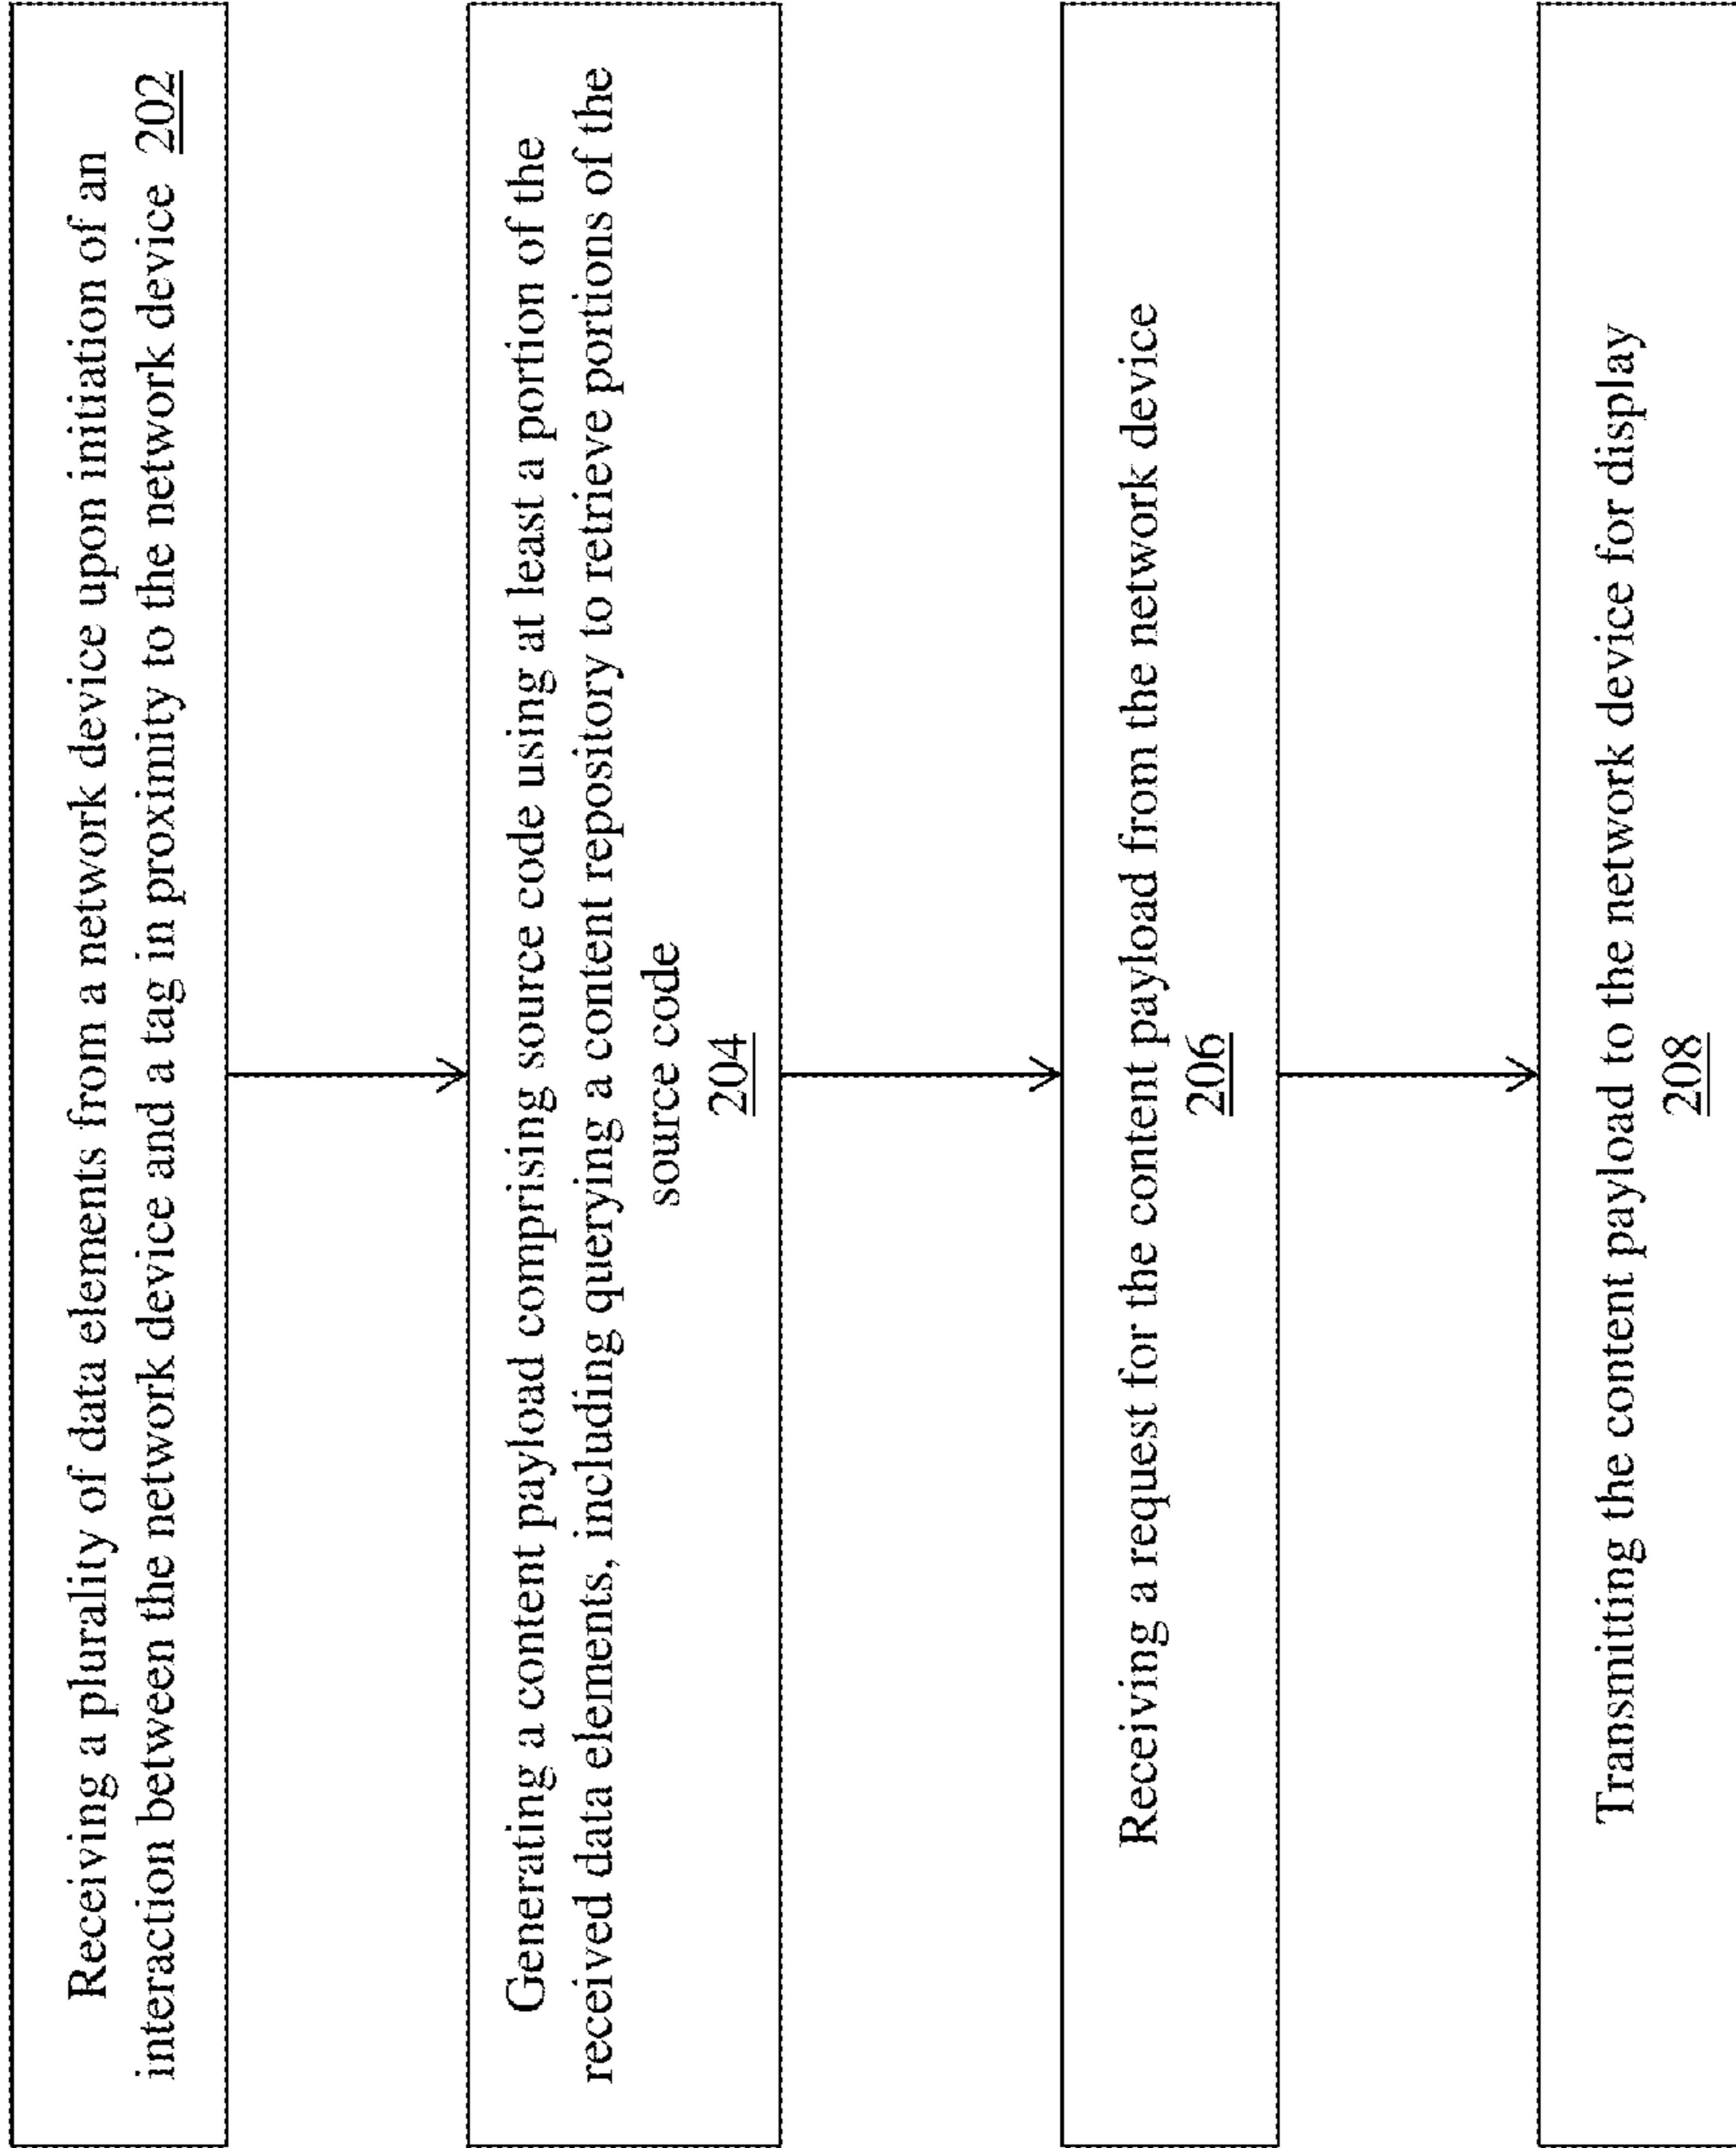 Receiving a plurality of data elements from a network device upon initiation of an
interaction between the network device and a tag in proximity to the network device 202
Generating a content payload comprising source code using at least a portion of the
received data elements, including querying a content repository to retrieve portions of the
source code
204
Receiving a request for the content payload from the network device
206
Transmitting the content payload to the network device for display
208